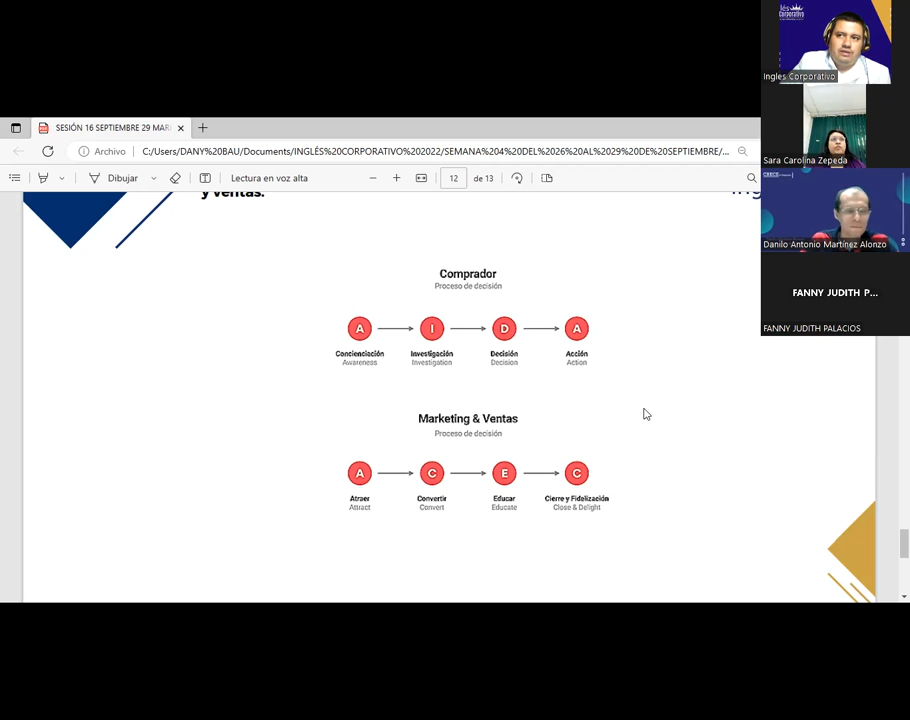 lés
Corporativo
Ingles Corporativo
Sara Carolina Zepeda
Danilo Antonio Martínez Alonzo
FANNY JUDITH P...
FANNY JUDITH PALACIOS
SESIÓN 16 SEPTIEMBRE 29 MAR
Archivo
C:/Users/DANY%20BAU/Documents/INGLÉS%20CORPORATIVO%202022/SEMANA%204%20DEL%2026%20AL%2029%20DE%20SEPTIEMBRE/...
Dibujar
Lectura en voz alta
12 de 13
y ventas.
Comprador
Proceso de decisión
A I D A
Concienciación Investigación Decisión Acción
Awareness Investigation Decision Action
Marketing & Ventas
Proceso de decisión
A C E C
Atraer Convertir Educar Cierre y Fidelización
Attract Convert Educate Close & Delight